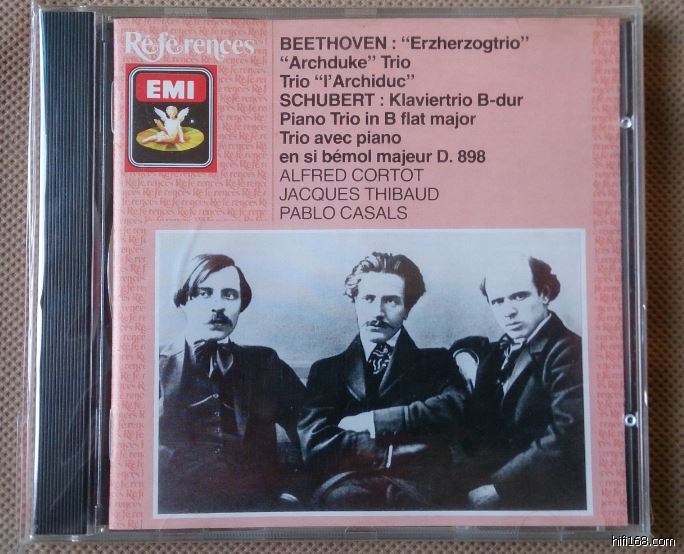 Références
EMI
BEETHOVEN : “Erzherzogtrio”
“Archduke” Trio
Trio “l’Archiduc”
SCHUBERT : Klaviertrio B-dur
Piano Trio in B flat major
Trio avec piano
en si bémol majeur D. 898
ALFRED CORTOT
JACQUES THIBAUD
PABLO CASALS
hifi168.com